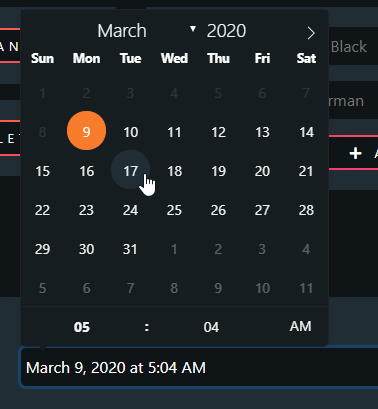 March 2020
Sun Mon Tue Wed Thu Fri Sat
1 2 3 4 5 6 7
8 9 10 11 12 13 14
15 16 17 18 19 20 21
22 23 24 25 26 27 28
29 30 31 1 2 3 4
5 6 7 8 9 10 11
05 : 04 AM
March 9, 2020 at 5:04 AM
AN
Black
rman
LET
+ A